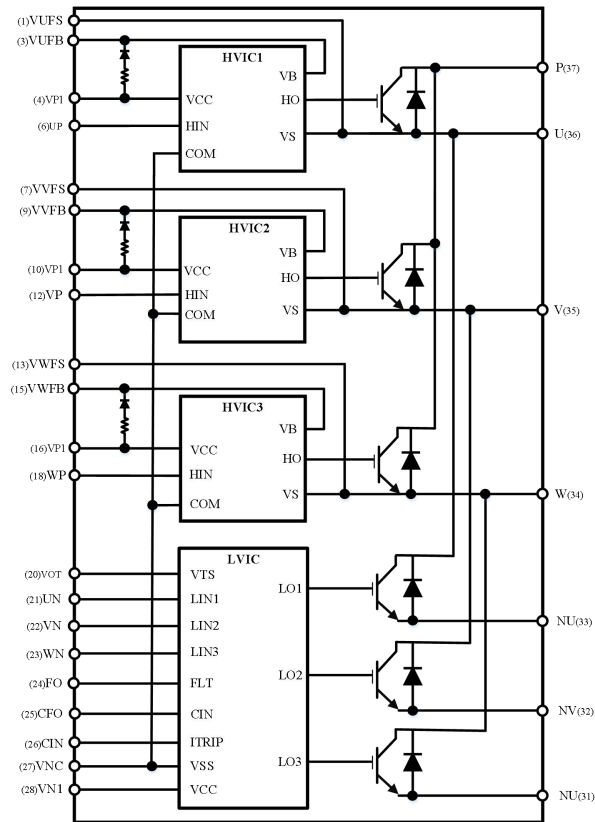 (1)VUFS
(3)VUFB
HVIC1
VB
P(37)
(4)VP1
VCC
HO
(6)UP
HIN
VS
U(36)
COM
(7)VVFS
(9)VVFB
HVIC2
VB
(10)VP1
VCC
HO
(12)VP
HIN
COM
VS
V(35)
(13)VWFS
(15)VWFB
HVIC3
VB
(16)VP1
VCC
HO
(18)WP
HIN
VS
W(34)
COM
LVIC
(20)VOT
VTS
LO1
(21)UN
LIN1
NU(33)
(22)VN
LIN2
(23)WN
LIN3
LO2
(24)FO
FLT
NV(32)
(25)CFO
CIN
(26)CIN
ITRIP
LO3
(27)VNC
VSS
(28)VN1
VCC
NU(31)